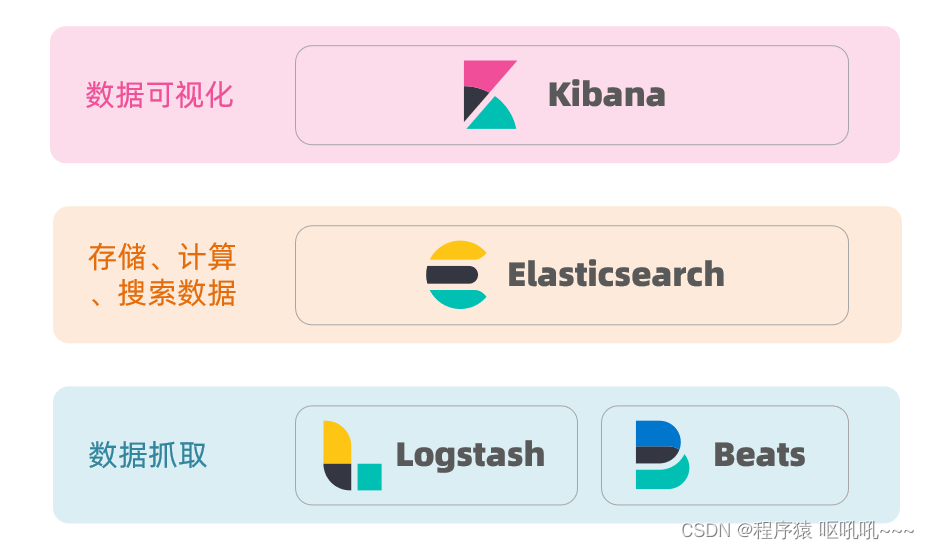 数据可视化
Kibana
存储、计算
、搜索数据
Elasticsearch
数据抓取
Logstash
Beats
CSDN @程序猿 呕吼吼~~~